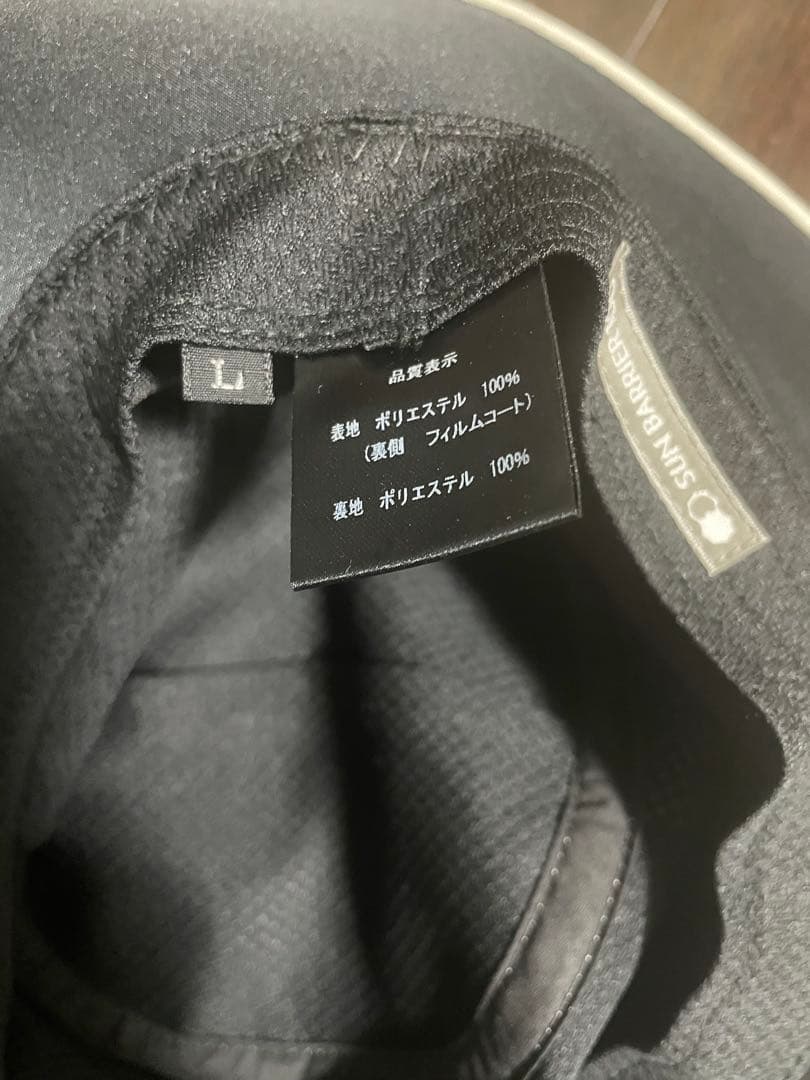 L
品質表示
表地 ポリエステル 100%
(裏側 フィルムコート)
裏地 ポリエステル 100%
SUN BARRIER